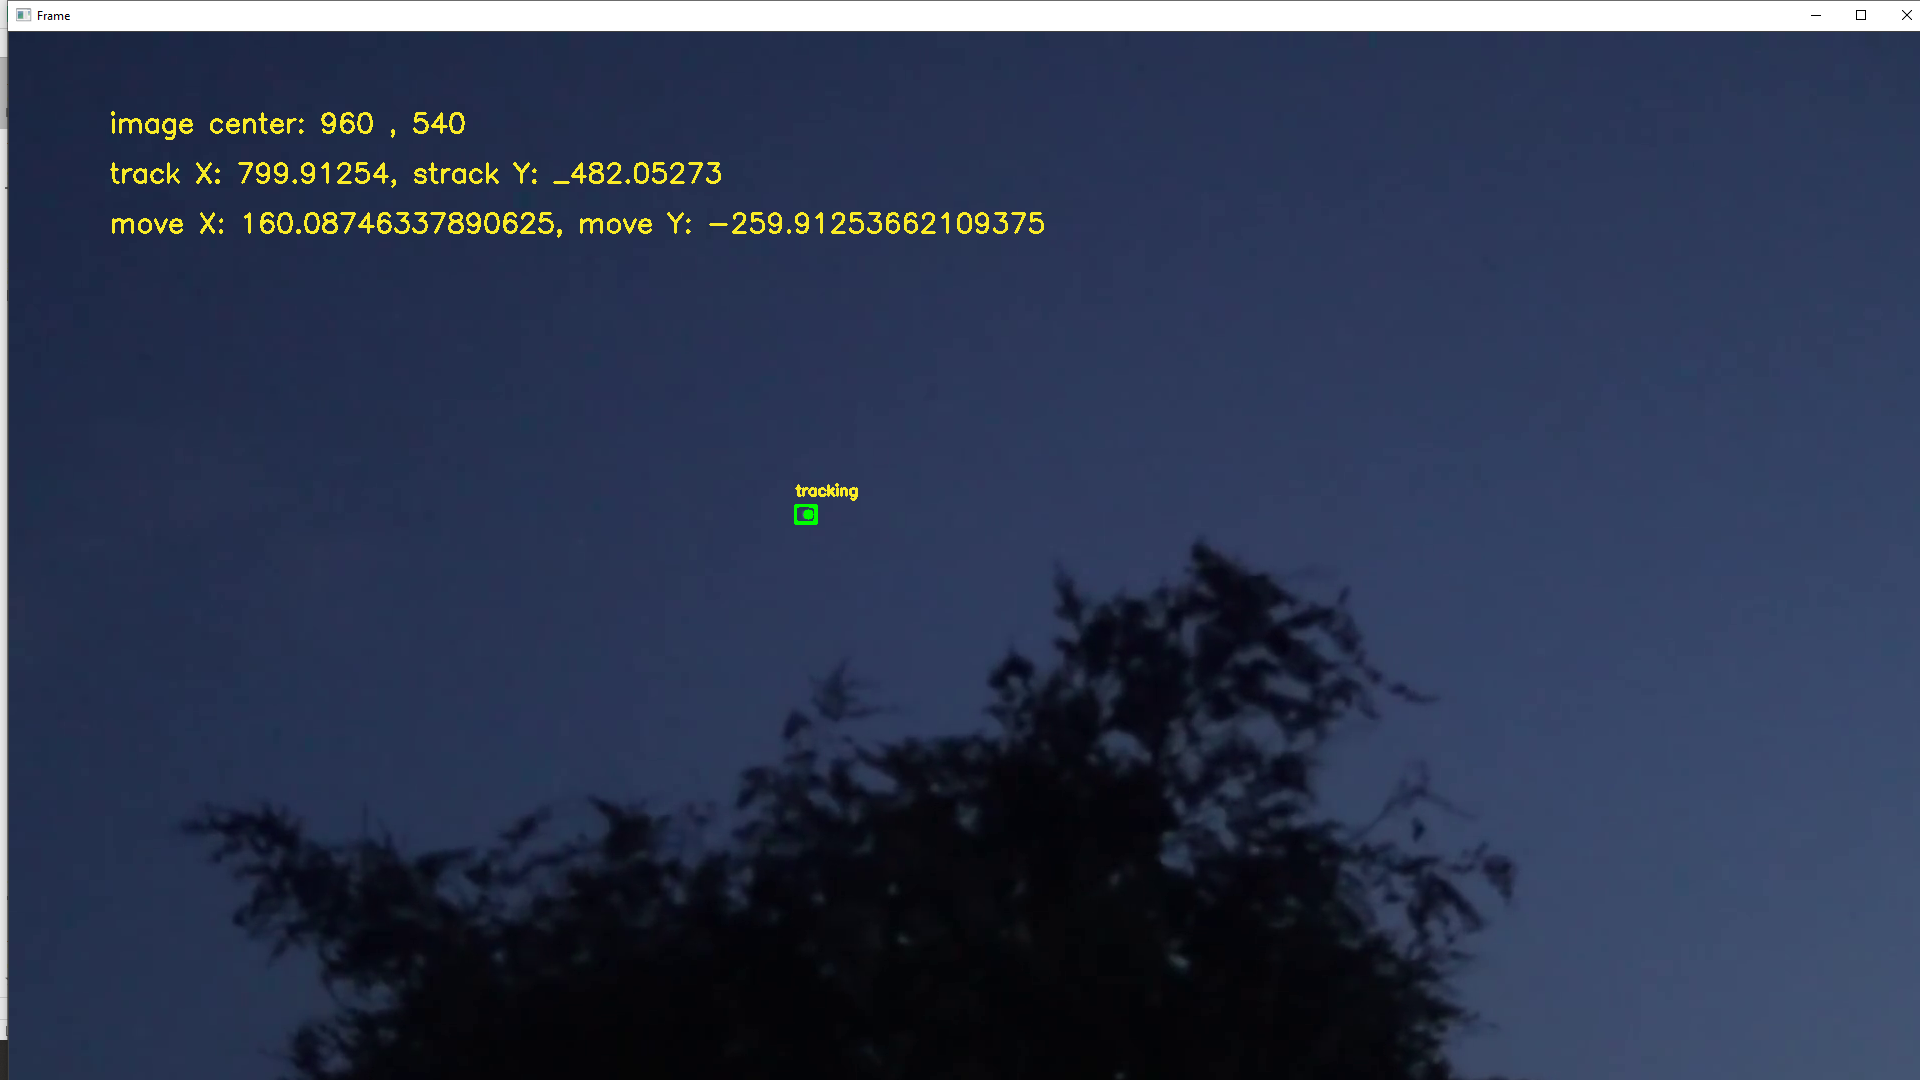 Frame
image center: 960 , 540
track X: 799.91254, strack Y: _482.05273
move X: 160.08746337890625, move Y: -259.91253662109375
tracking